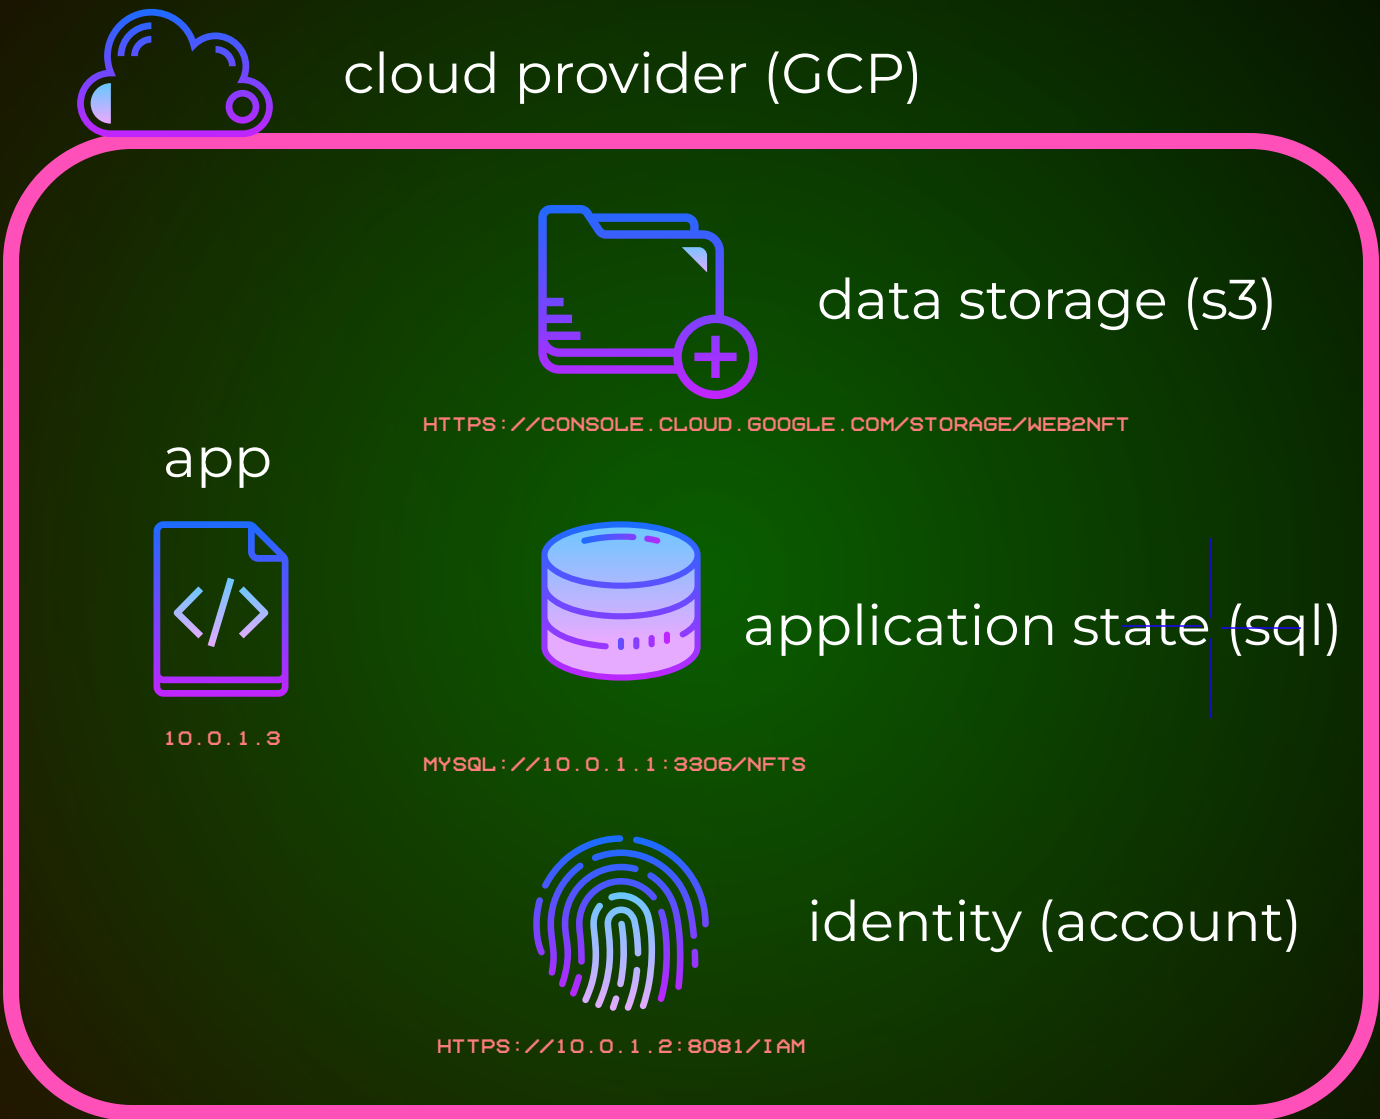 cloud provider (GCP)
data storage (s3)
HTTPS://CONSOLE.CLOUD.GOOGLE.COM/STORAGE/WEB2NFT
app
application state (sql)
10.0.1.3
MYSQL://10.0.1.1:3306/NFTS
identity (account)
HTTPS://10.0.1.2:8081/IAM